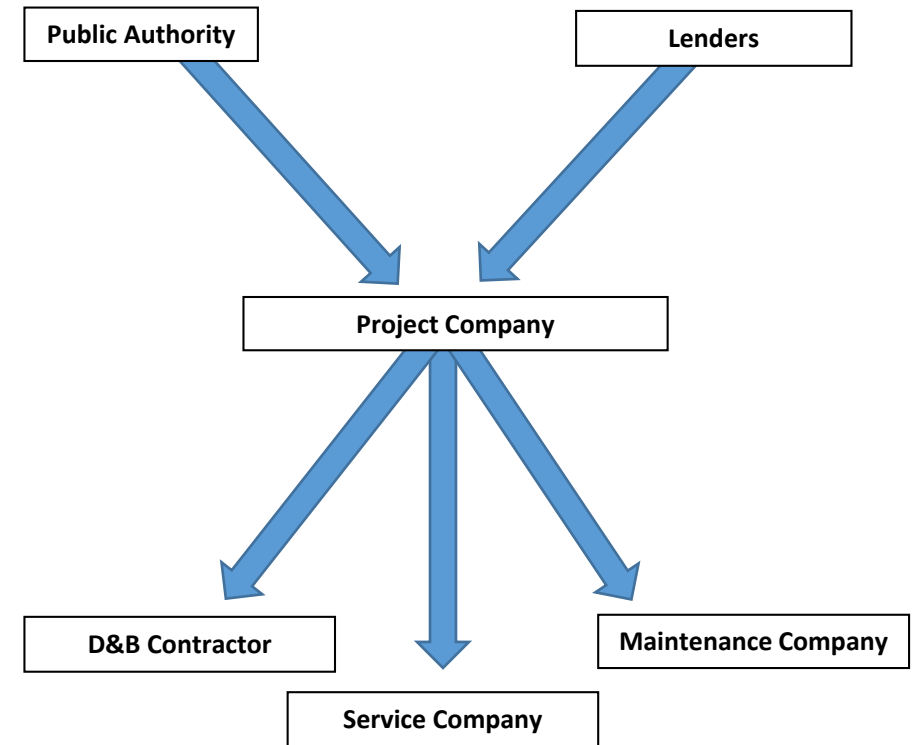 Public Authority
Lenders
Project Company
D&B Contractor
Maintenance Company
Service Company